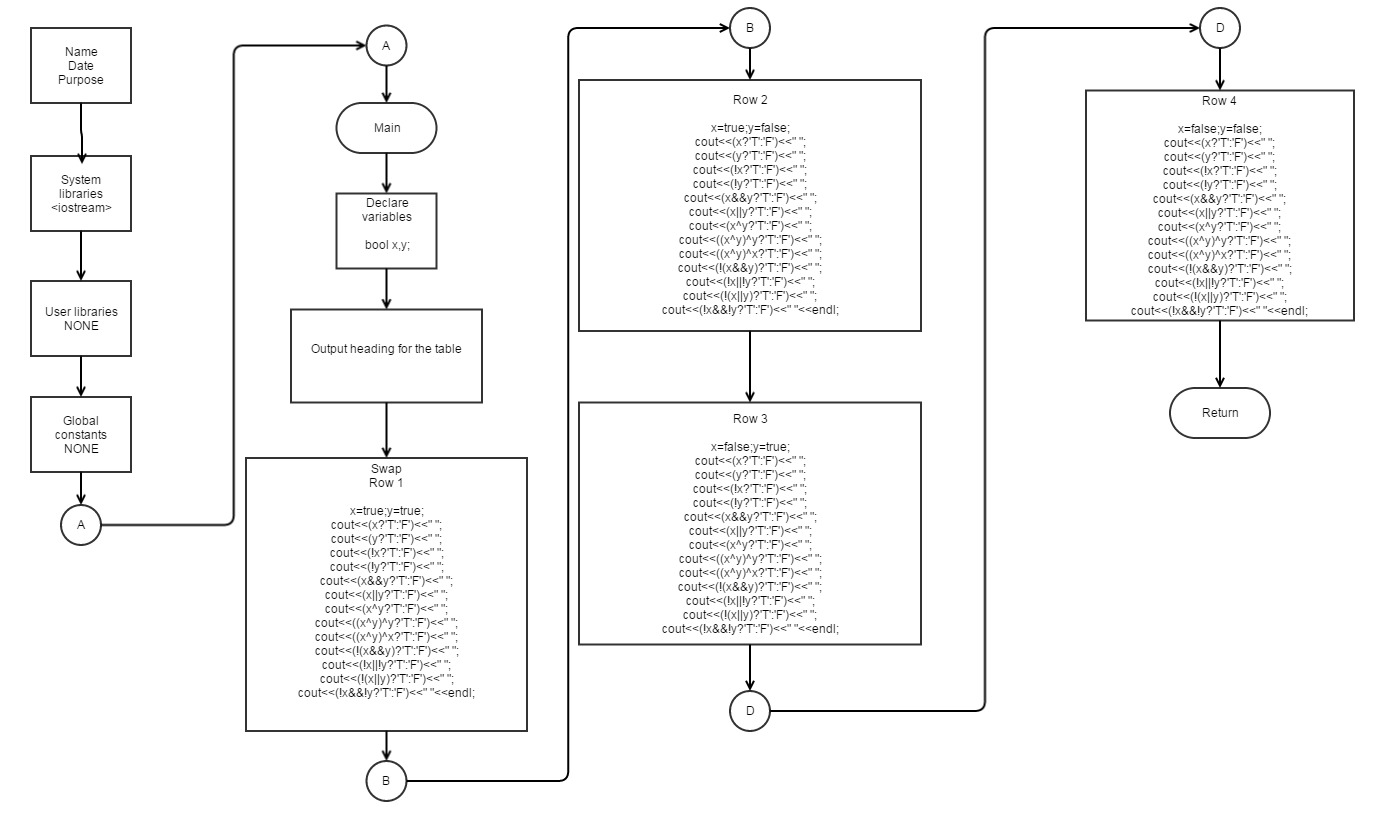 Name
Date
Purpose
System
libraries
<iostream>
User libraries
NONE
Global
constants
NONE
A
A
Main
Declare
variables
bool x,y;
Output heading for the table
Swap
Row 1
x=true;y=true;
cout<<(x?'T':'F')<<" ";
cout<<(y?'T':'F')<<" ";
cout<<(!x?'T':'F')<<" ";
cout<<(!y?'T':'F')<<" ";
cout<<(x&&y?'T':'F')<<" ";
cout<<(x||y?'T':'F')<<" ";
cout<<(x^y?'T':'F')<<" ";
cout<<((x^y)^y?'T':'F')<<" ";
cout<<((x^y)^x?'T':'F')<<" ";
cout<<(!(x&&y)?'T':'F')<<" ";
cout<<(!x||!y?'T':'F')<<" ";
cout<<(!(x||y)?'T':'F')<<" ";
cout<<(!x&&!y?'T':'F')<<" "<<endl;
B
B
Row 2
x=true;y=false;
cout<<(x?'T':'F')<<" ";
cout<<(y?'T':'F')<<" ";
cout<<(!x?'T':'F')<<" ";
cout<<(!y?'T':'F')<<" ";
cout<<(x&&y?'T':'F')<<" ";
cout<<(x||y?'T':'F')<<" ";
cout<<(x^y?'T':'F')<<" ";
cout<<((x^y)^y?'T':'F')<<" ";
cout<<((x^y)^x?'T':'F')<<" ";
cout<<(!(x&&y)?'T':'F')<<" ";
cout<<(!x||!y?'T':'F')<<" ";
cout<<(!(x||y)?'T':'F')<<" ";
cout<<(!x&&!y?'T':'F')<<" "<<endl;
Row 3
x=false;y=true;
cout<<(x?'T':'F')<<" ";
cout<<(y?'T':'F')<<" ";
cout<<(!x?'T':'F')<<" ";
cout<<(!y?'T':'F')<<" ";
cout<<(x&&y?'T':'F')<<" ";
cout<<(x||y?'T':'F')<<" ";
cout<<(x^y?'T':'F')<<" ";
cout<<((x^y)^y?'T':'F')<<" ";
cout<<((x^y)^x?'T':'F')<<" ";
cout<<(!(x&&y)?'T':'F')<<" ";
cout<<(!x||!y?'T':'F')<<" ";
cout<<(!(x||y)?'T':'F')<<" ";
cout<<(!x&&!y?'T':'F')<<" "<<endl;
D
D
Row 4
x=false;y=false;
cout<<(x?'T':'F')<<" ";
cout<<(y?'T':'F')<<" ";
cout<<(!x?'T':'F')<<" ";
cout<<(!y?'T':'F')<<" ";
cout<<(x&&y?'T':'F')<<" ";
cout<<(x||y?'T':'F')<<" ";
cout<<(x^y?'T':'F')<<" ";
cout<<((x^y)^y?'T':'F')<<" ";
cout<<((x^y)^x?'T':'F')<<" ";
cout<<(!(x&&y)?'T':'F')<<" ";
cout<<(!x||!y?'T':'F')<<" ";
cout<<(!(x||y)?'T':'F')<<" ";
cout<<(!x&&!y?'T':'F')<<" "<<endl;
Return